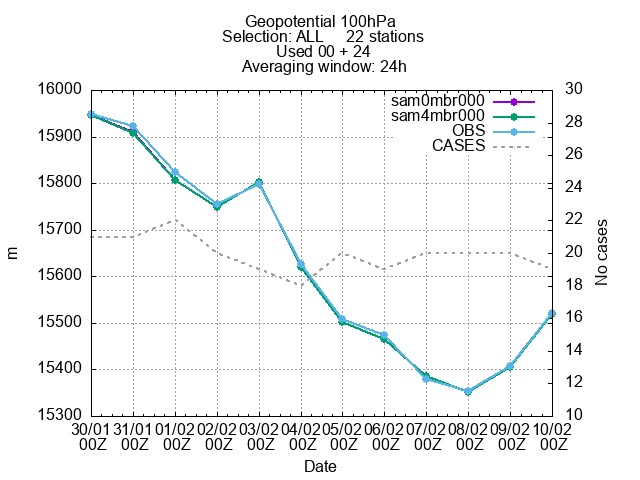 Geopotential 100hPa
Selection: ALL     22 stations
Used 00 + 24
Averaging window: 24h
16000
15900
15800
15700
15600
15500
15400
15300
m
sam0mbr000
sam4mbr000
OBS
CASES
30
28
26
24
22
20
18
16
14
12
10
No cases
30/01 31/01 01/02 02/02 03/02 04/02 05/02 06/02 07/02 08/02 09/02 10/02
00Z 00Z 00Z 00Z 00Z 00Z 00Z 00Z 00Z 00Z 00Z 00Z
Date